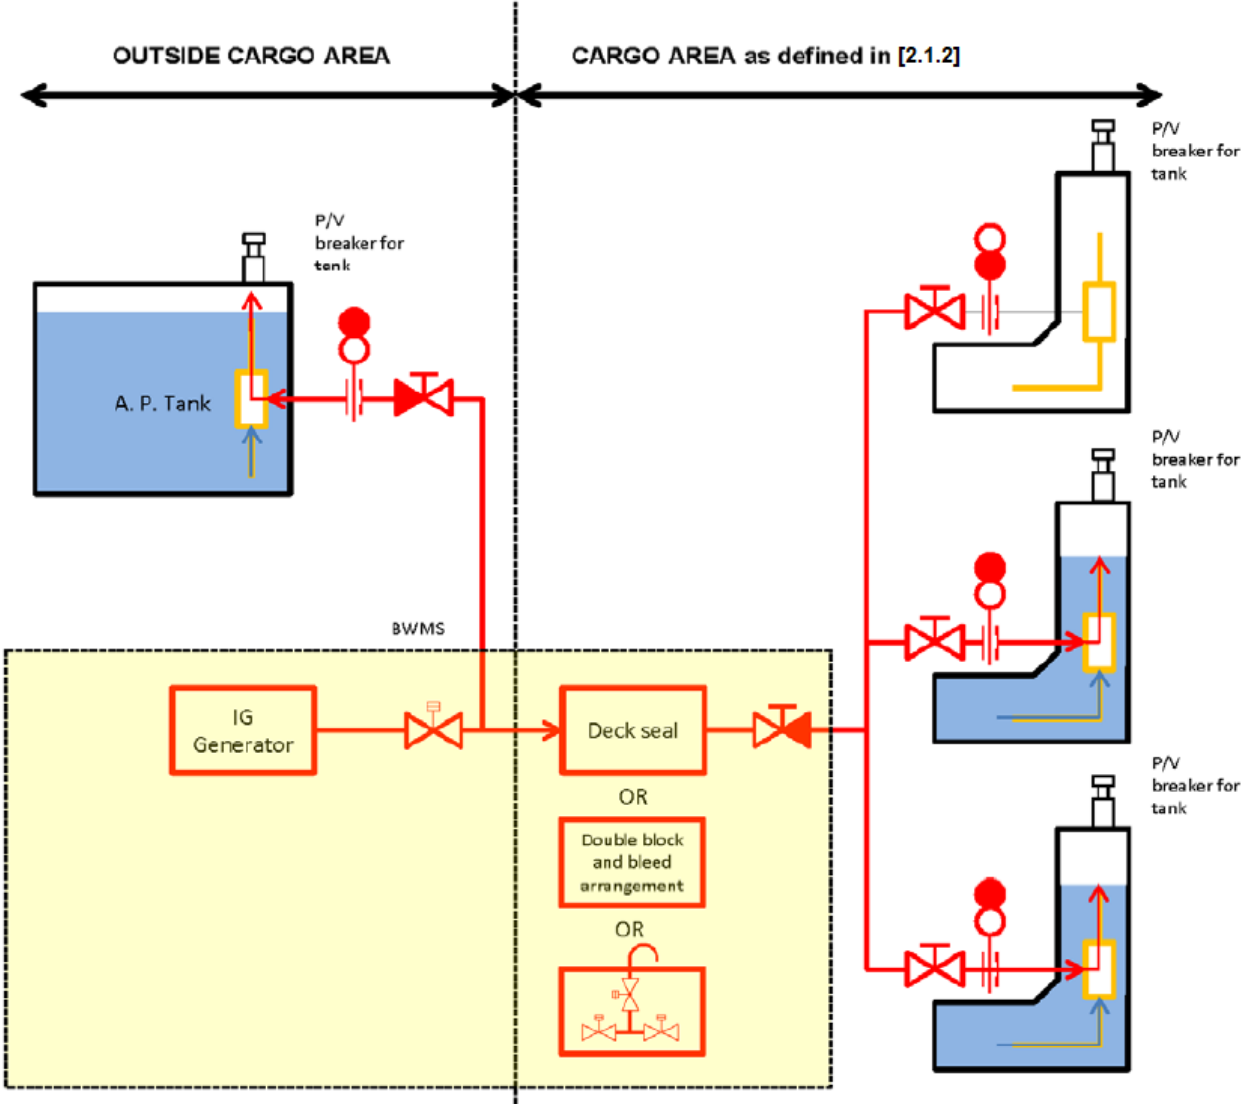 OUTSIDE CARGO AREA
CARGO AREA as defined in [2.1.2]
P/V
breaker for
tank
P/V
breaker for
tank
A. P. Tank
P/V
breaker for
tank
BWMS
IG
Generator
Deck seal
OR
Double block
and bleed
arrangement
OR
P/V
breaker for
tank